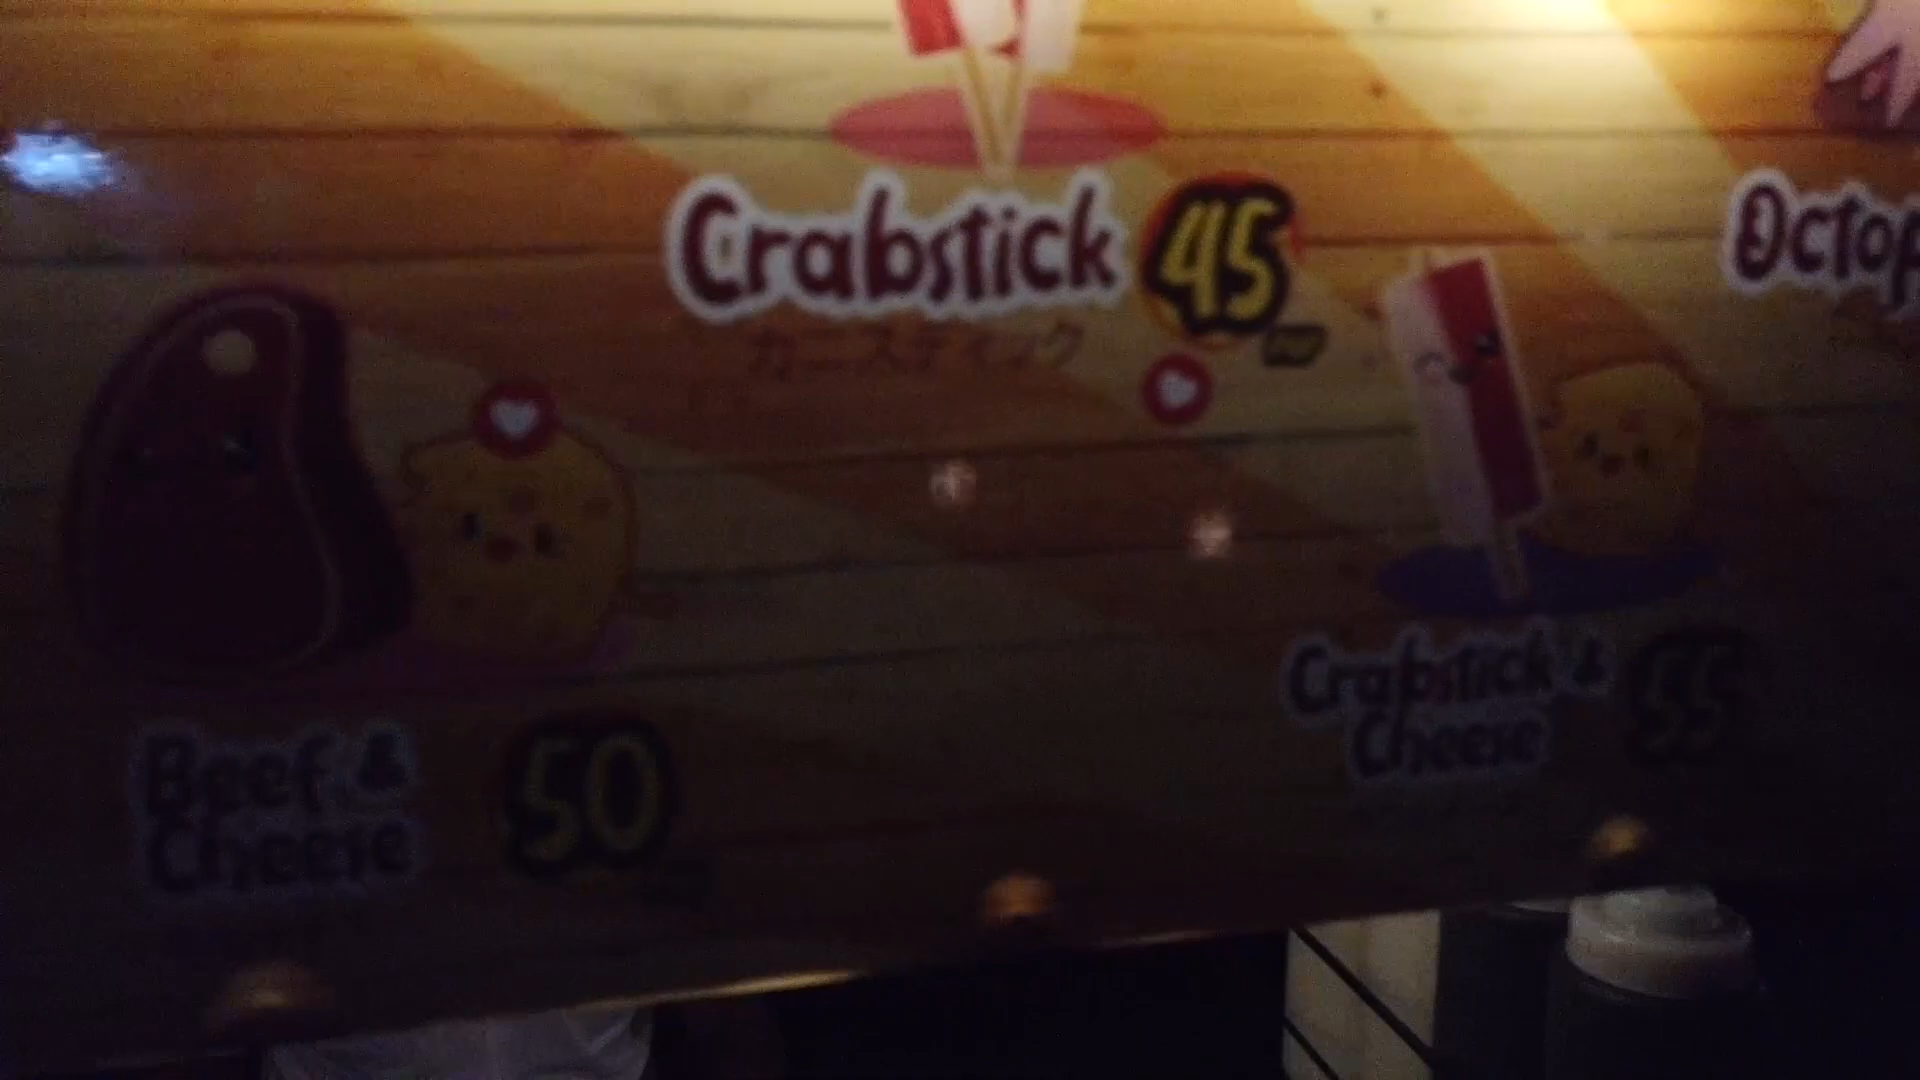 Crabstick 45
カニスティック
Octop
Crabstick &
Cheese 55
Beef &
Cheese 50